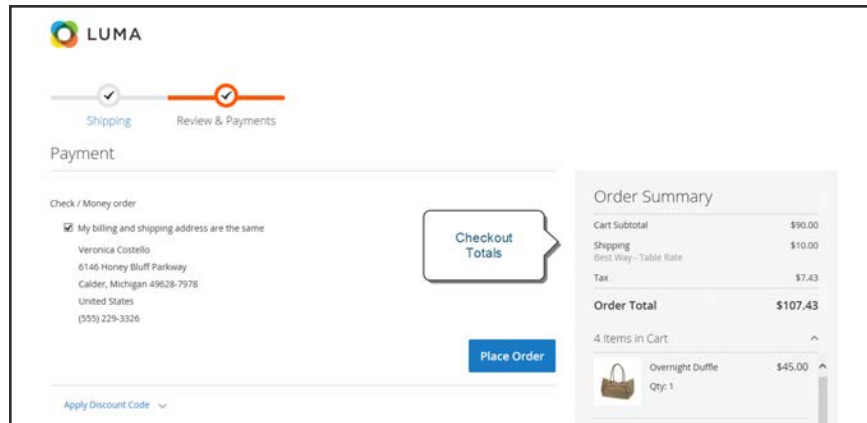 LUMA
Shipping
Review & Payments
Payment
Check / Money order
My billing and shipping address are the same
Veronica Costello
6146 Honey Bluff Parkway
Calder, Michigan 49628-7978
United States
(555) 229-3326
Place Order
Apply Discount Code
Checkout
Totals
Order Summary
Cart Subtotal $90.00
Shipping $10.00
Best Way - Table Rate
Tax $7.43
Order Total $107.43
4 Items in Cart
Overnight Duffle $45.00
Qty: 1